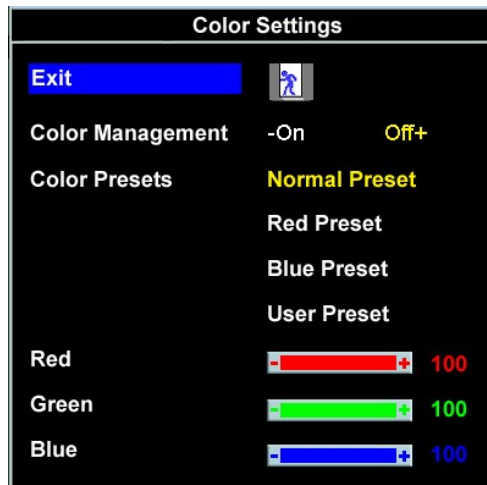 Color Settings
Exit
Color Management -On Off+
Color Presets Normal Preset
Red Preset
Blue Preset
User Preset
Red - + 100
Green - + 100
Blue - + 100